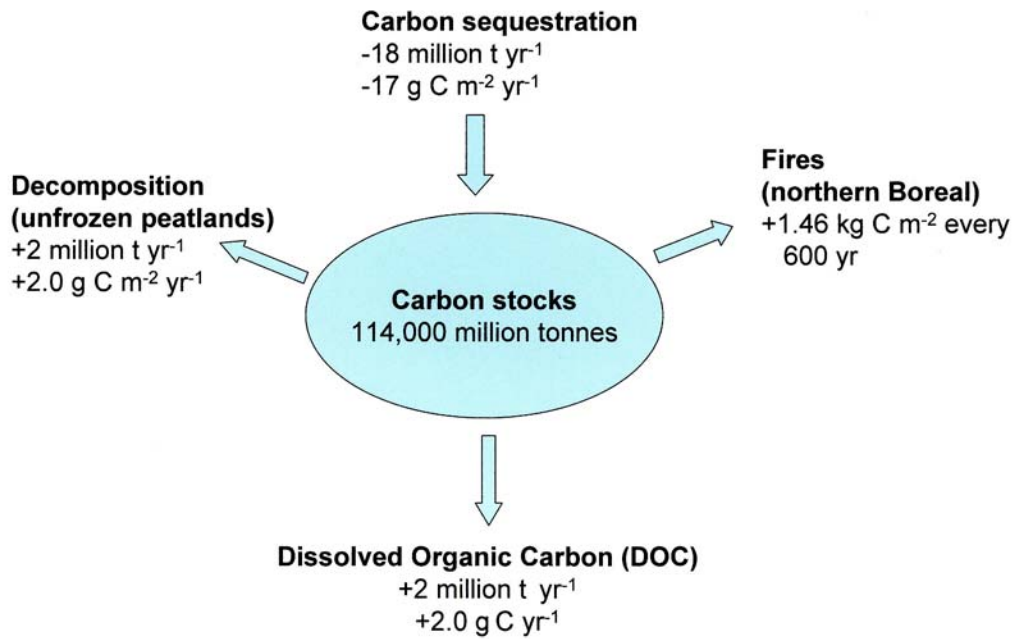 Carbon sequestration
-18 million t yr⁻¹
-17 g C m⁻² yr⁻¹
Decomposition
(unfrozen peatlands)
+2 million t yr⁻¹
+2.0 g C m⁻² yr⁻¹
Fires
(northern Boreal)
+1.46 kg C m⁻² every
600 yr
Carbon stocks
114,000 million tonnes
Dissolved Organic Carbon (DOC)
+2 million t yr⁻¹
+2.0 g C yr⁻¹